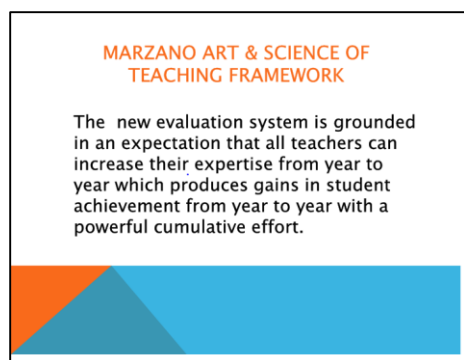 MARZANO ART & SCIENCE OF
TEACHING FRAMEWORK
The new evaluation system is grounded
in an expectation that all teachers can
increase their expertise from year to
year which produces gains in student
achievement from year to year with a
powerful cumulative effort.